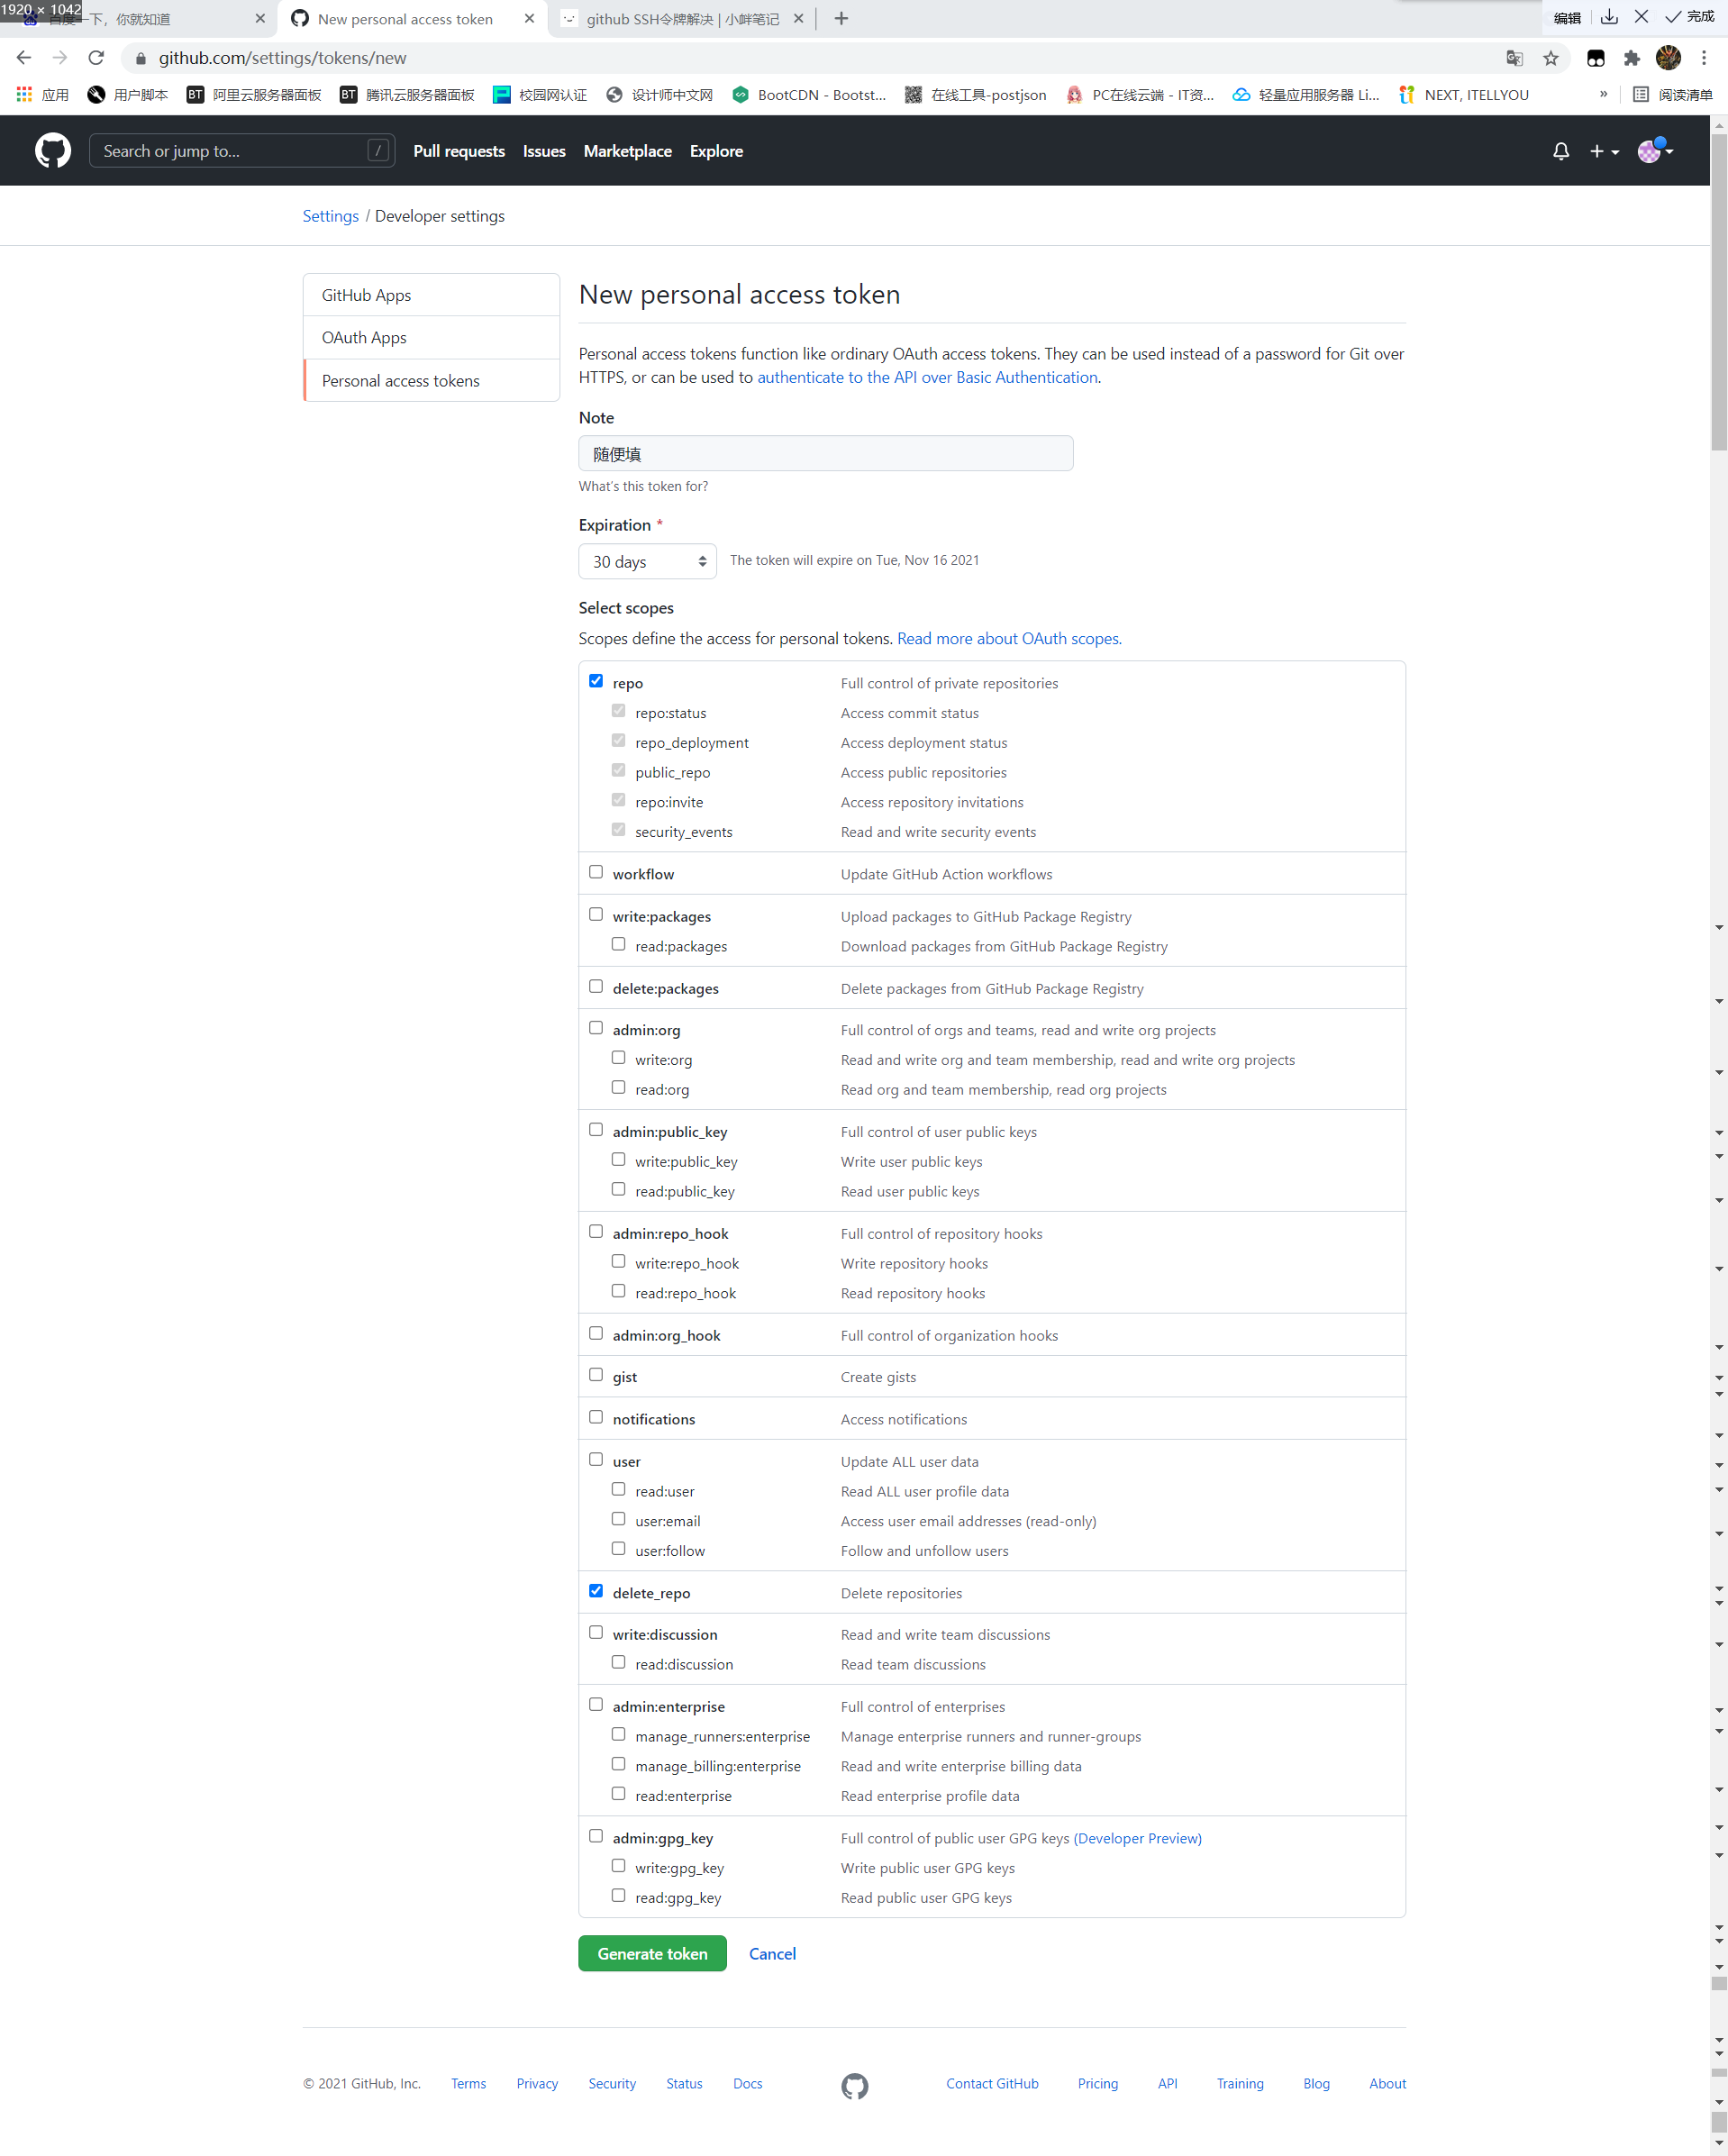 1920 × 1042
百度一下，你就知道
New personal access token
github SSH令牌解决 | 小衅笔记
编辑
完成
github.com/settings/tokens/new
应用
用户脚本
BT 阿里云服务器面板
BT 腾讯云服务器面板
校园网认证
设计师中文网
BootCDN - Bootst...
在线工具-postjson
PC在线云端 - IT资...
轻量应用服务器 Li...
NEXT, ITELLYOU
»
阅读清单
Search or jump to...
/
Pull requests
Issues
Marketplace
Explore
Settings / Developer settings
GitHub Apps
OAuth Apps
Personal access tokens
New personal access token
Personal access tokens function like ordinary OAuth access tokens. They can be used instead of a password for Git over
HTTPS, or can be used to authenticate to the API over Basic Authentication.
Note
随便填
What's this token for?
Expiration *
30 days
The token will expire on Tue, Nov 16 2021
Select scopes
Scopes define the access for personal tokens. Read more about OAuth scopes.
repo Full control of private repositories
repo:status Access commit status
repo_deployment Access deployment status
public_repo Access public repositories
repo:invite Access repository invitations
security_events Read and write security events
workflow Update GitHub Action workflows
write:packages Upload packages to GitHub Package Registry
read:packages Download packages from GitHub Package Registry
delete:packages Delete packages from GitHub Package Registry
admin:org Full control of orgs and teams, read and write org projects
write:org Read and write org and team membership, read and write org projects
read:org Read org and team membership, read org projects
admin:public_key Full control of user public keys
write:public_key Write user public keys
read:public_key Read user public keys
admin:repo_hook Full control of repository hooks
write:repo_hook Write repository hooks
read:repo_hook Read repository hooks
admin:org_hook Full control of organization hooks
gist Create gists
notifications Access notifications
user Update ALL user data
read:user Read ALL user profile data
user:email Access user email addresses (read-only)
user:follow Follow and unfollow users
delete_repo Delete repositories
write:discussion Read and write team discussions
read:discussion Read team discussions
admin:enterprise Full control of enterprises
manage_runners:enterprise Manage enterprise runners and runner-groups
manage_billing:enterprise Read and write enterprise billing data
read:enterprise Read enterprise profile data
admin:gpg_key Full control of public user GPG keys (Developer Preview)
write:gpg_key Write public user GPG keys
read:gpg_key Read public user GPG keys
Generate token
Cancel
© 2021 GitHub, Inc.
Terms
Privacy
Security
Status
Docs
Contact GitHub
Pricing
API
Training
Blog
About